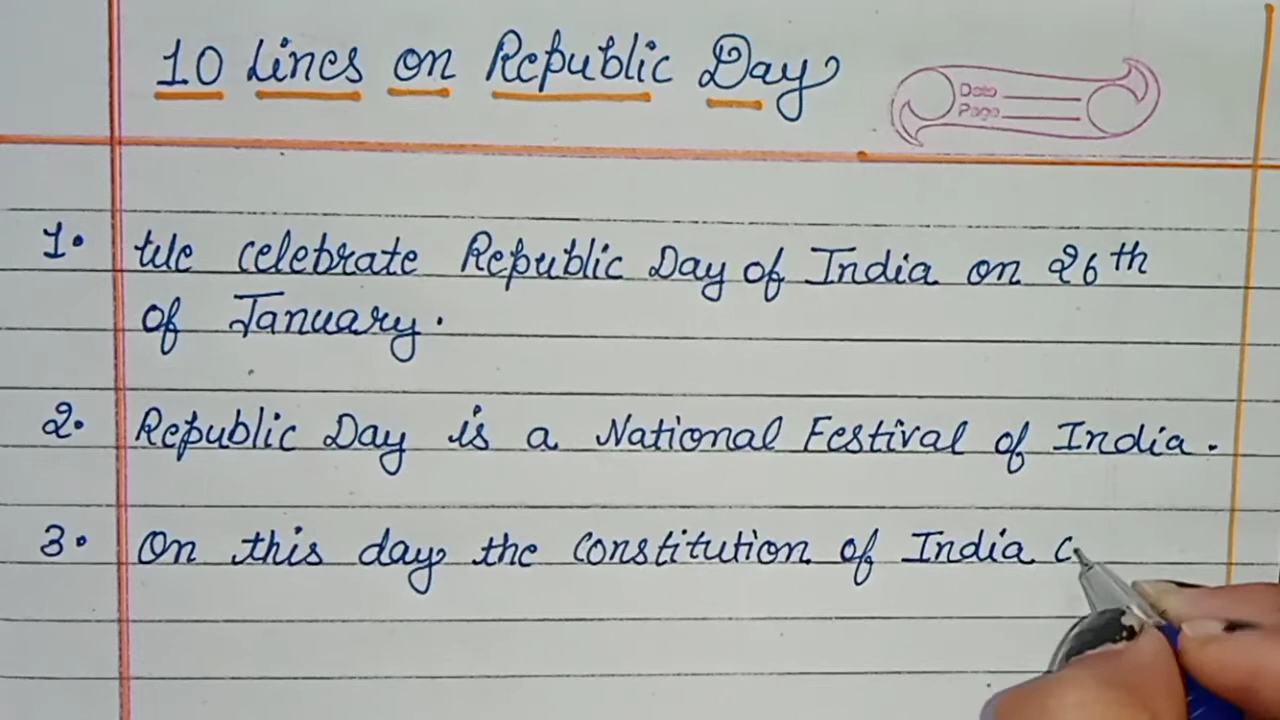 10 Lines on Republic Day
Date
Page
1. We celebrate Republic Day of India on 26th
of January.
2. Republic Day is a National Festival of India.
3. On this day the Constitution of India c